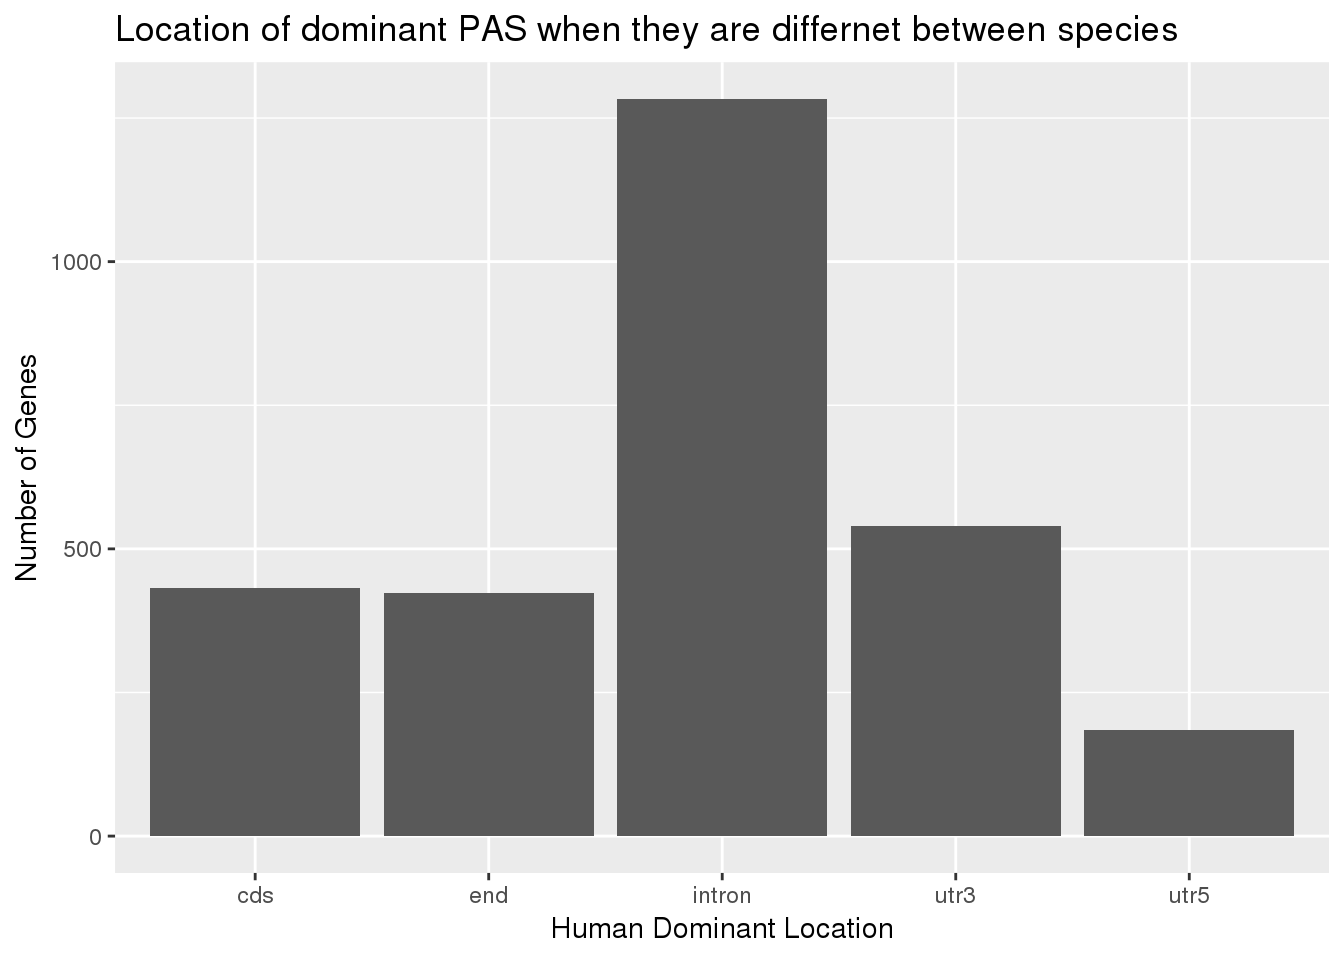 Location of dominant PAS when they are differnet between species
Number of Genes
1000
500
0
cds
end
intron
utr3
utr5
Human Dominant Location